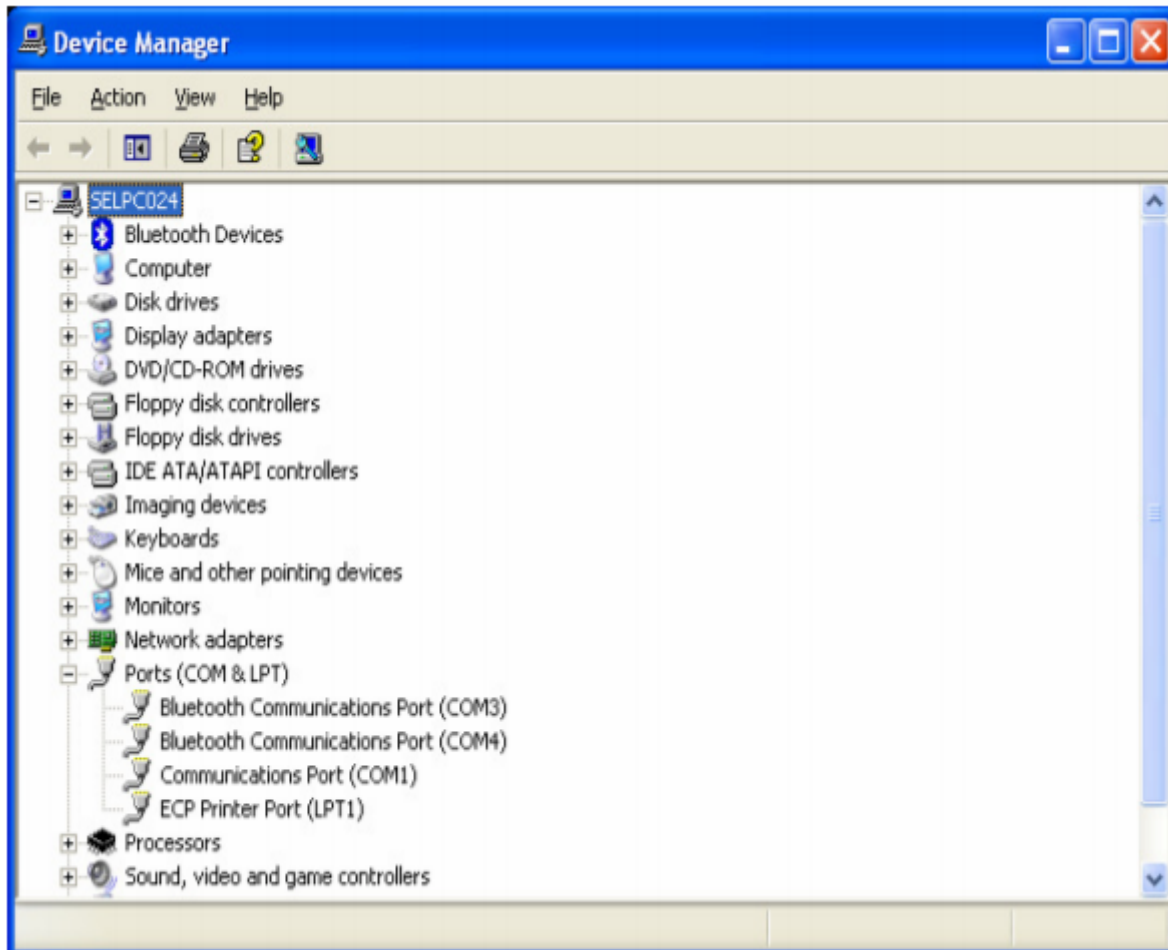 Device Manager
File Action View Help
SELPC024
Bluetooth Devices
Computer
Disk drives
Display adapters
DVD/CD-ROM drives
Floppy disk controllers
Floppy disk drives
IDE ATA/ATAPI controllers
Imaging devices
Keyboards
Mice and other pointing devices
Monitors
Network adapters
Ports (COM & LPT)
Bluetooth Communications Port (COM3)
Bluetooth Communications Port (COM4)
Communications Port (COM1)
ECP Printer Port (LPT1)
Processors
Sound, video and game controllers